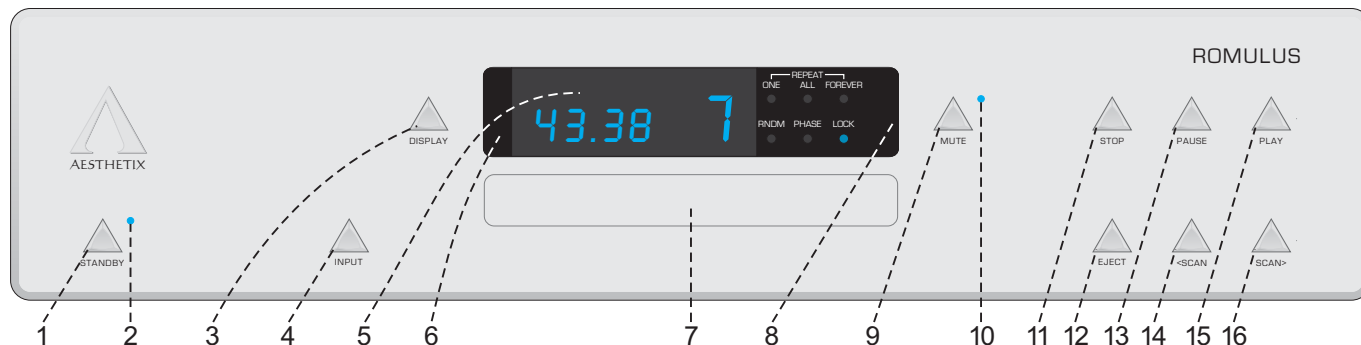 ROMULUS
REPEAT
ONE ALL FOREVER
43.38 7
RNDM PHASE LOCK
AESTHETIX
DISPLAY
MUTE
STOP
PAUSE
PLAY
STANDBY
INPUT
EJECT
<SCAN
SCAN>
1 2 3 4 5 6 7 8 9 10 11 12 13 14 15 16